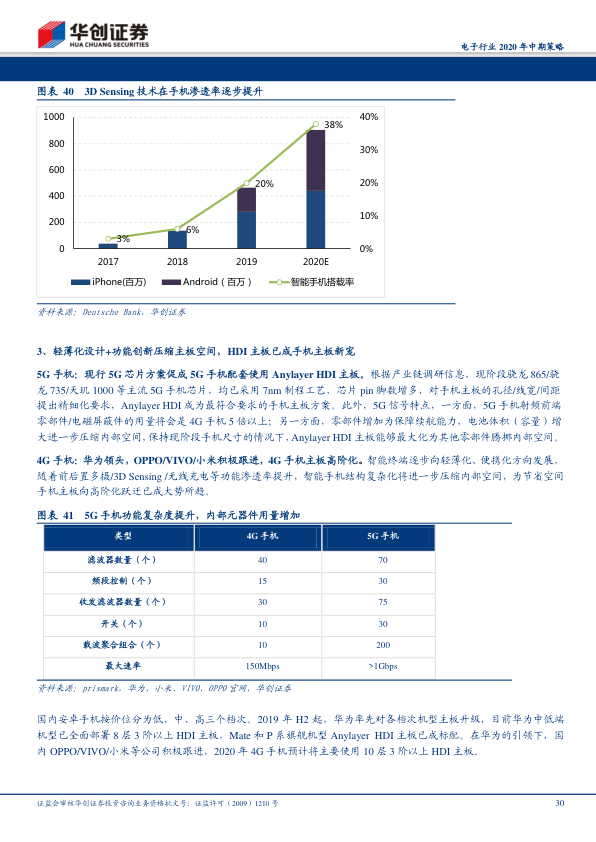 华创证券
HUA CHUANG SECURITIES
电子行业 2020 年中期策略
图表 40 3D Sensing 技术在手机渗透率逐步提升
1000 40%
800 30%
600 20%
400 10%
200
0 0%
3% 6% 20% 38%
2017 2018 2019 2020E
iPhone(百万) Android（百万） 智能手机搭载率
资料来源：Deutsche Bank，华创证券
3、轻薄化设计+功能创新压缩主板空间，HDI 主板已成手机主板新宠
5G 手机：现行 5G 芯片方案促成 5G 手机配套使用 Anylayer HDI 主板。根据产业链调研信息，现阶段骁龙 865/骁
龙 735/天玑 1000 等主流 5G 手机芯片，均已采用 7nm 制程工艺，芯片 pin 脚数增多，对手机主板的孔径/线宽/间距
提出精细化要求，Anylayer HDI 成为最符合要求的手机主板方案。此外，5G 信号特点，一方面，5G 手机射频前端
零部件/电磁屏蔽件的用量将会是 4G 手机 5 倍以上；另一方面，零部件增加为保障续航能力，电池体积（容量）增
大进一步压缩内部空间,保持现阶段手机尺寸的情况下,Anylayer HDI 主板能够最大化为其他零部件腾挪内部空间。
4G 手机：华为领头，OPPO/VIVO/小米积极跟进，4G 手机主板高阶化。智能终端逐步向轻薄化、便携化方向发展，
随着前后置多摄/3D Sensing /无线充电等功能渗透率提升，智能手机结构复杂化将进一步压缩内部空间，为节省空间
手机主板向高阶化跃迁已成大势所趋。
图表 41 5G 手机功能复杂度提升，内部元器件用量增加
类型 4G 手机 5G 手机
滤波器数量（个） 40 70
频段控制（个） 15 30
收发滤波器数量（个） 30 75
开关（个） 10 30
载波聚合组合（个） 10 200
最大速率 150Mbps >1Gbps
资料来源：prismark，华为、小米、VIVO、OPPO 官网，华创证券
国内安卓手机按价位分为低、中、高三个档次。2019 年 H2 起，华为率先对各档次机型主板升级，目前华为中低端
机型已全面部署 8 层 3 阶以上 HDI 主板，Mate 和 P 系旗舰机型 Anylayer HDI 主板已成标配。在华为的引领下，国
内 OPPO/VIVO/小米等公司积极跟进，2020 年 4G 手机预计将主要使用 10 层 3 阶以上 HDI 主板。
证监会审核华创证券投资咨询业务资格批文号：证监许可（2009）1210 号 30